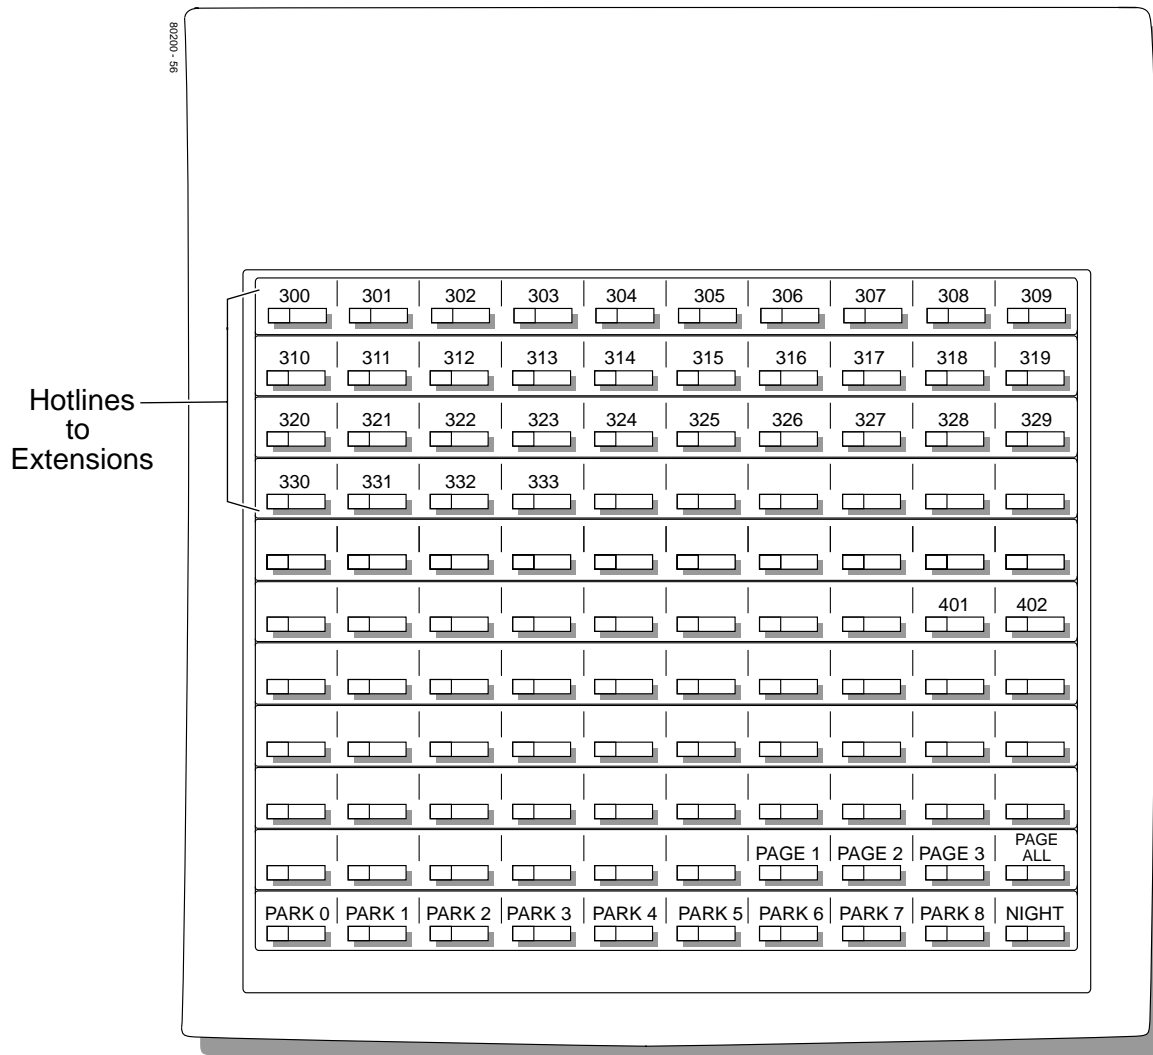 80200 - 56
300 301 302 303 304 305 306 307 308 309
310 311 312 313 314 315 316 317 318 319
Hotlines
to
Extensions
320 321 322 323 324 325 326 327 328 329
330 331 332 333
401 402
PAGE 1 PAGE 2 PAGE 3 PAGE
ALL
PARK 0 PARK 1 PARK 2 PARK 3 PARK 4 PARK 5 PARK 6 PARK 7 PARK 8 NIGHT